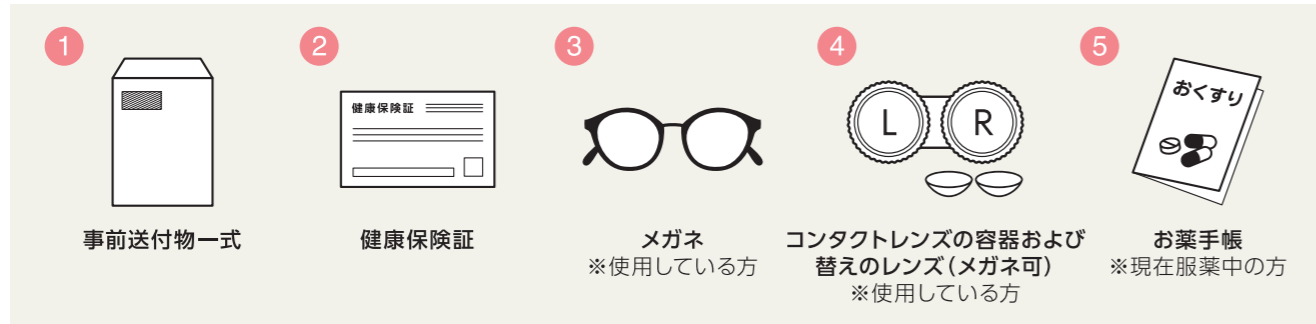 1
健康保険証
事前送付物一式
2
健康保険証
3
メガネ
※使用している方
4
L R
コンタクトレンズの容器および
替えのレンズ(メガネ可)
※使用している方
5
おくすり
お薬手帳
※現在服薬中の方